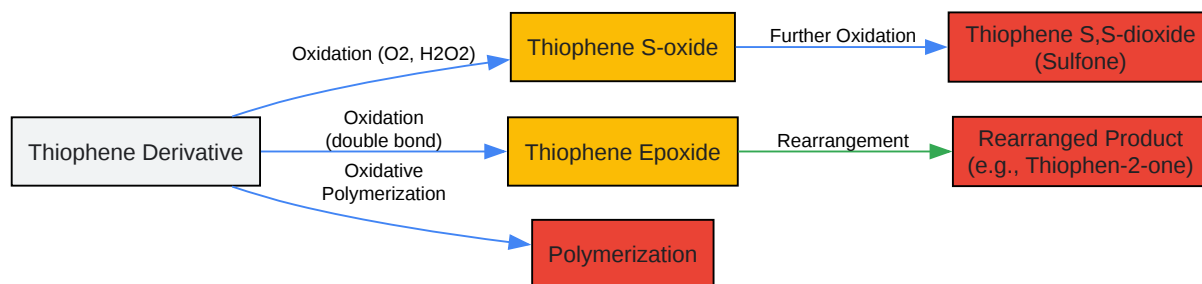 Oxidation (O2, H2O2)
Thiophene S-oxide
Further Oxidation
Thiophene S,S-dioxide
(Sulfone)
Thiophene Derivative
Oxidation
(double bond)
Thiophene Epoxide
Rearrangement
Rearranged Product
(e.g., Thiophen-2-one)
Oxidative
Polymerization
Polymerization